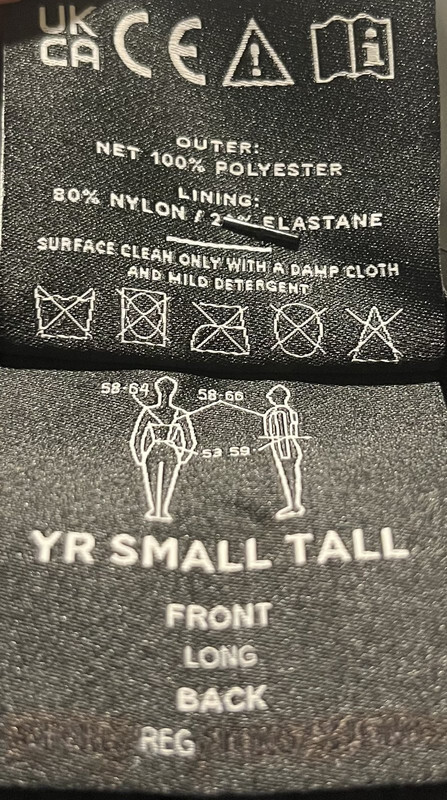 UK
CA CE
OUTER:
NET 100% POLYESTER
LINING:
80% NYLON / 2 ELASTANE
SURFACE CLEAN ONLY WITH A DAMP CLOTH
AND MILD DETERGENT
58-64 58-66
53 59
YR SMALL TALL
FRONT
LONG
BACK
REG